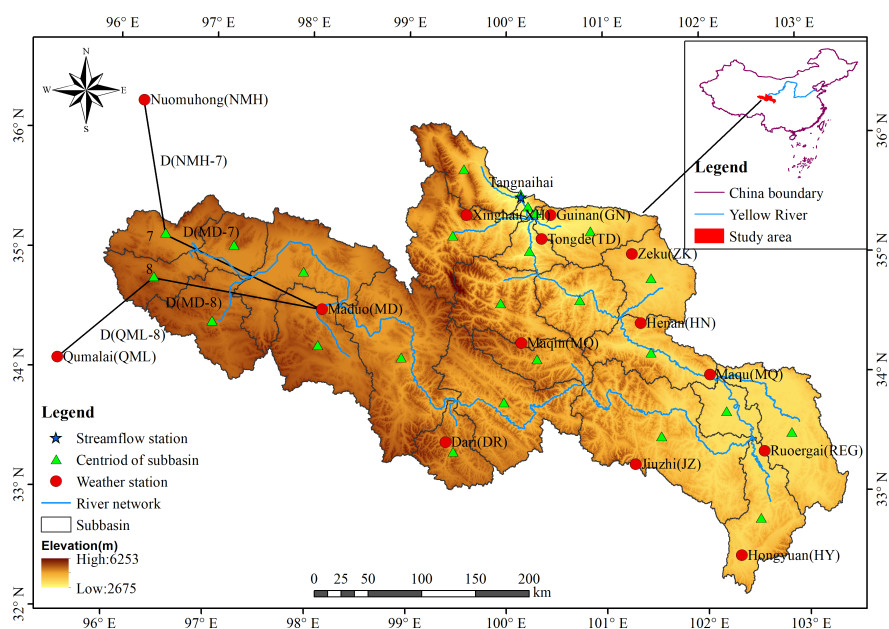 96° E 97° E 98° E 99° E 100° E 101° E 102° E 103° E
N
W E
S
36° N
35° N
34° N
33° N
32° N
36° N
35° N
34° N
33° N
Nuomuhong(NMH)
D(NMH-7)
Tangnaihai
Xinghai(XH)
Guinan(GN)
7
D(MD-7)
Tongde(TD)
Zeku(ZK)
8
D(MD-8)
Maduo(MD)
Henan(HN)
D(QML-8)
Maqin(MQ)
Qumalai(QML)
Maqu(MQ)
Dari(DR)
Ruoergai(REG)
Jiuzhi(JZ)
Hongyuan(HY)
Legend
China boundary
Yellow River
Study area
Legend
Streamflow station
Centriod of subbasin
Weather station
River network
Subbasin
Elevation(m)
High:6253
Low:2675
0 25 50 100 150 200
km
96° E 97° E 98° E 99° E 100° E 101° E 102° E 103° E